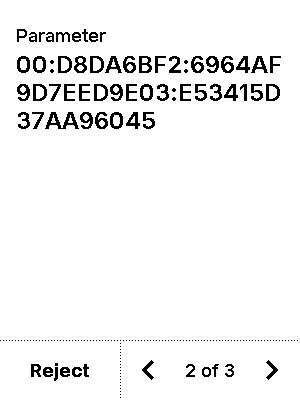 Parameter
00:D8DA6BF2:6964AF
9D7EED9E03:E53415D
37AA96045
Reject
2 of 3